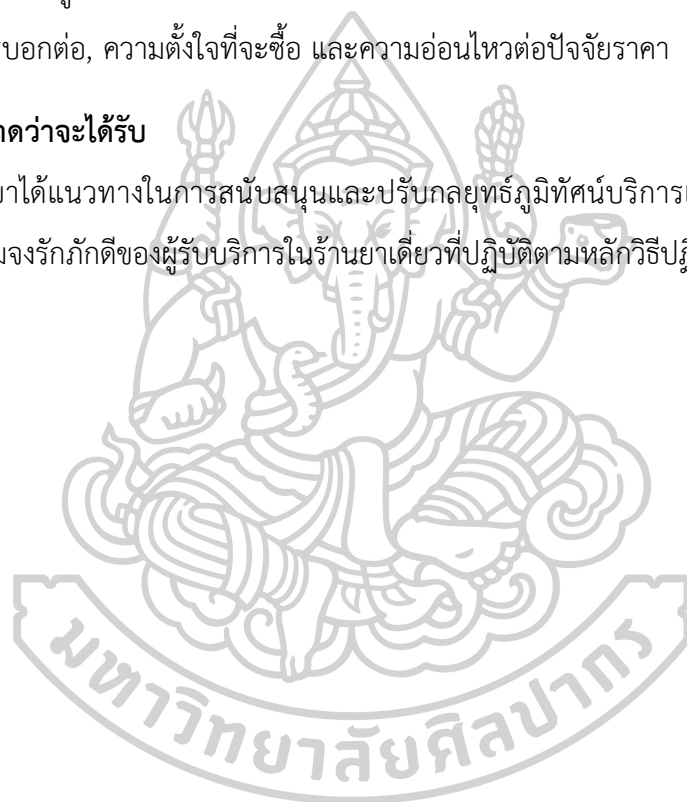 บอกต่อ, ความตั้งใจที่จะซื้อ และความอ่อนไหวต่อปัจจัยราคา
าดว่าจะได้รับ
ยาได้แนวทางในการสนับสนุนและปรับกลยุทธ์ภูมิทัศน์บริการ
มจงรักภักดีของผู้รับบริการในร้านยาเดี่ยวที่ปฏิบัติตามหลักวิธีปฏิ
มหาวิทยาลัยศิลปากร